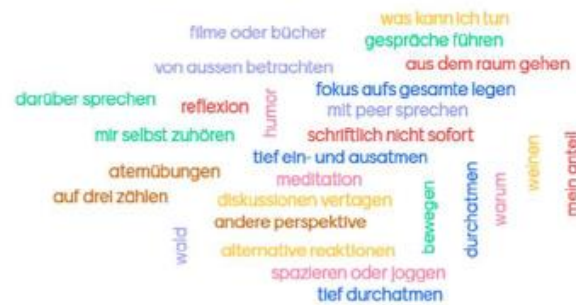 was kann ich tun
filme oder bücher
gespräche führen
aus dem raum gehen
von aussen betrachten
fokus aufs gesamte legen
darüber sprechen
reflexion
humor
mit peer sprechen
mir selbst zuhören
schriftlich nicht sofort
tief ein- und ausatmen
weinen
mein anteil
atemübungen
meditation
durchatmen
warum
auf drei zählen
diskussionen vertagen
bewegen
andere perspektive
wald
alternative reaktionen
spazieren oder joggen
tief durchatmen